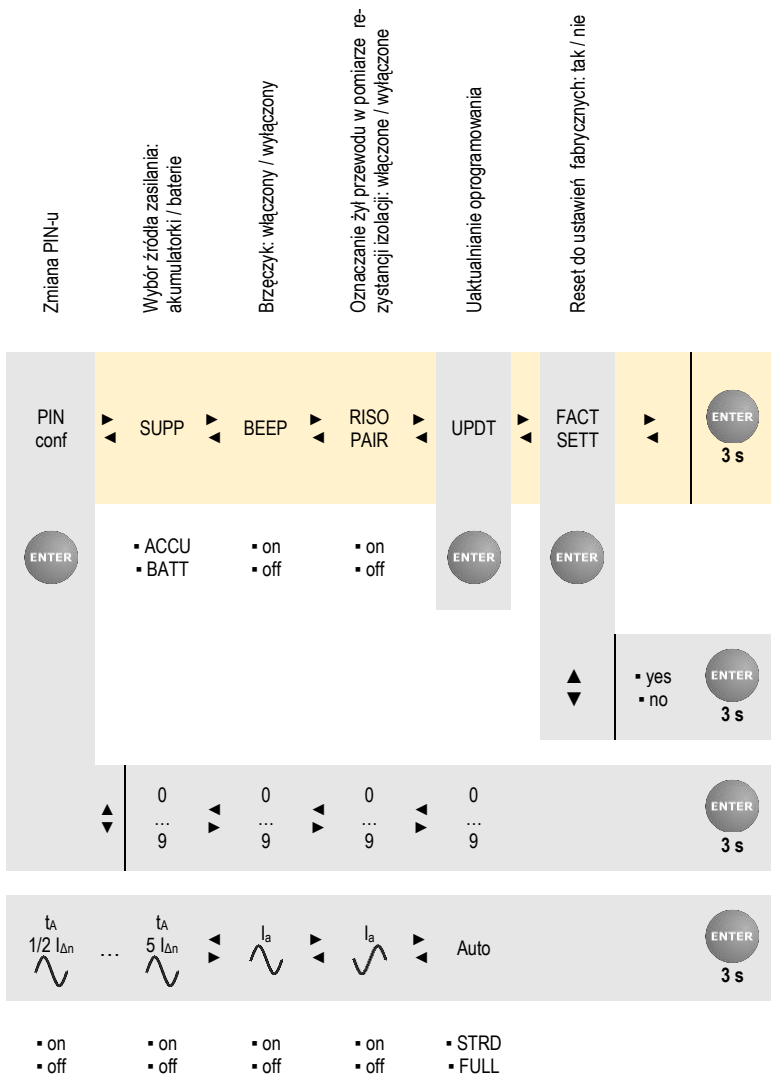 Zmiana PIN-u
Wybór źródła zasilania:
akumulatorki / baterie
Brzęczyk: włączony / wyłączony
Oznaczanie żył przewodu w pomiarze re-
zystancji izolacji: włączone / wyłączone
Uaktualnianie oprogramowania
Reset do ustawień fabrycznych: tak / nie
PIN
conf
► ◄
SUPP
► ◄
BEEP
► ◄
RISO
PAIR
► ◄
UPDT
► ◄
FACT
SETT
► ◄
ENTER
3 s
ENTER
▪ ACCU
▪ BATT
▪ on
▪ off
▪ on
▪ off
ENTER
ENTER
▲
▼
▪ yes
▪ no
ENTER
3 s
▲
▼
0
…
9
◄ ►
0
…
9
◄ ►
0
…
9
◄ ►
0
…
9
ENTER
3 s
tA
1/2 IΔn
…
tA
5 IΔn
◄ ►
Ia
► ◄
Ia
► ◄
Auto
ENTER
3 s
▪ on
▪ off
▪ on
▪ off
▪ on
▪ off
▪ on
▪ off
▪ STRD
▪ FULL